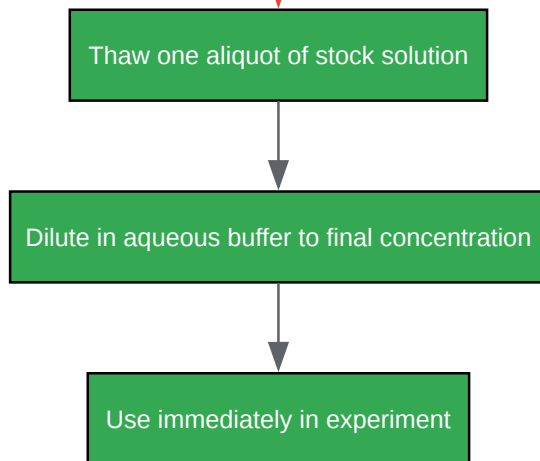 Thaw one aliquot of stock solution
Dilute in aqueous buffer to final concentration
Use immediately in experiment